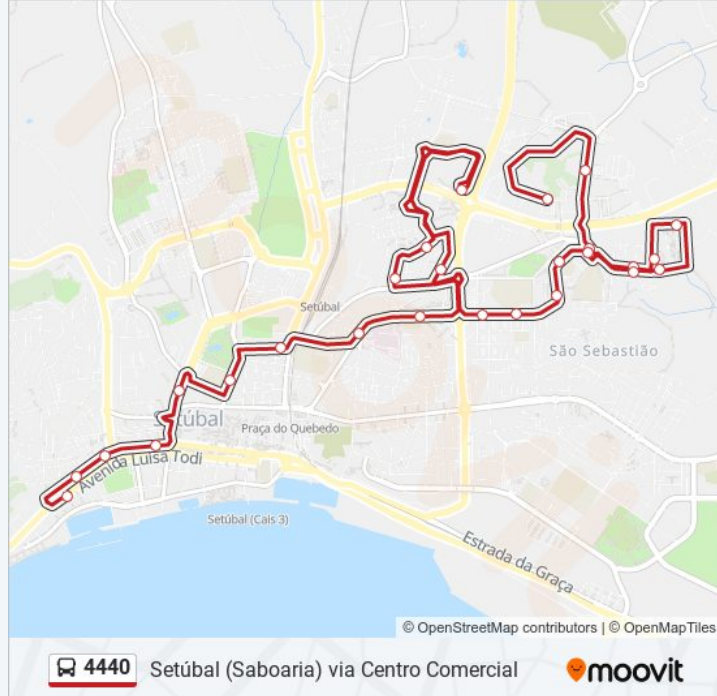 Setúbal
São Sebastião
Setúbal
Praça do Quebedo
Avenida Luísa Todi
Setúbal (Cais 3)
Estrada da Graça
© OpenStreetMap contributors | © OpenMapTiles
4440 Setúbal (Saboaria) via Centro Comercial moovit